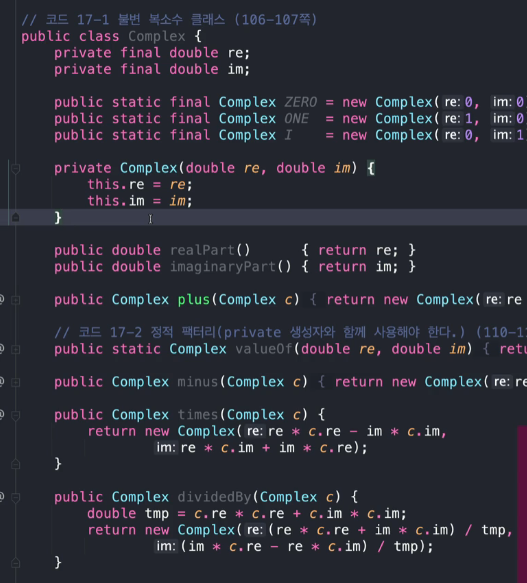 // 코드 17-1 불변 복소수 클래스 (106-107쪽)
public class Complex {
private final double re;
private final double im;
public static final Complex ZERO = new Complex( re: 0, im: 0
public static final Complex ONE = new Complex( re: 1, im: 0
public static final Complex I = new Complex( re: 0, im: 1
private Complex(double re, double im) {
this.re = re;
this.im = im;
}
public double realPart() { return re; }
public double imaginaryPart() { return im; }
public Complex plus(Complex c) { return new Complex( re: re
// 코드 17-2 정적 팩터리(private 생성자와 함께 사용해야 한다.) (110-1
public static Complex valueOf(double re, double im) { retu
public Complex minus(Complex c) { return new Complex( re: re
public Complex times(Complex c) {
return new Complex( re: re * c.re - im * c.im,
im: re * c.im + im * c.re);
}
public Complex dividedBy(Complex c) {
double tmp = c.re * c.re + c.im * c.im;
return new Complex( re: (re * c.re + im * c.im) / tmp,
im: (im * c.re - re * c.im) / tmp);
}